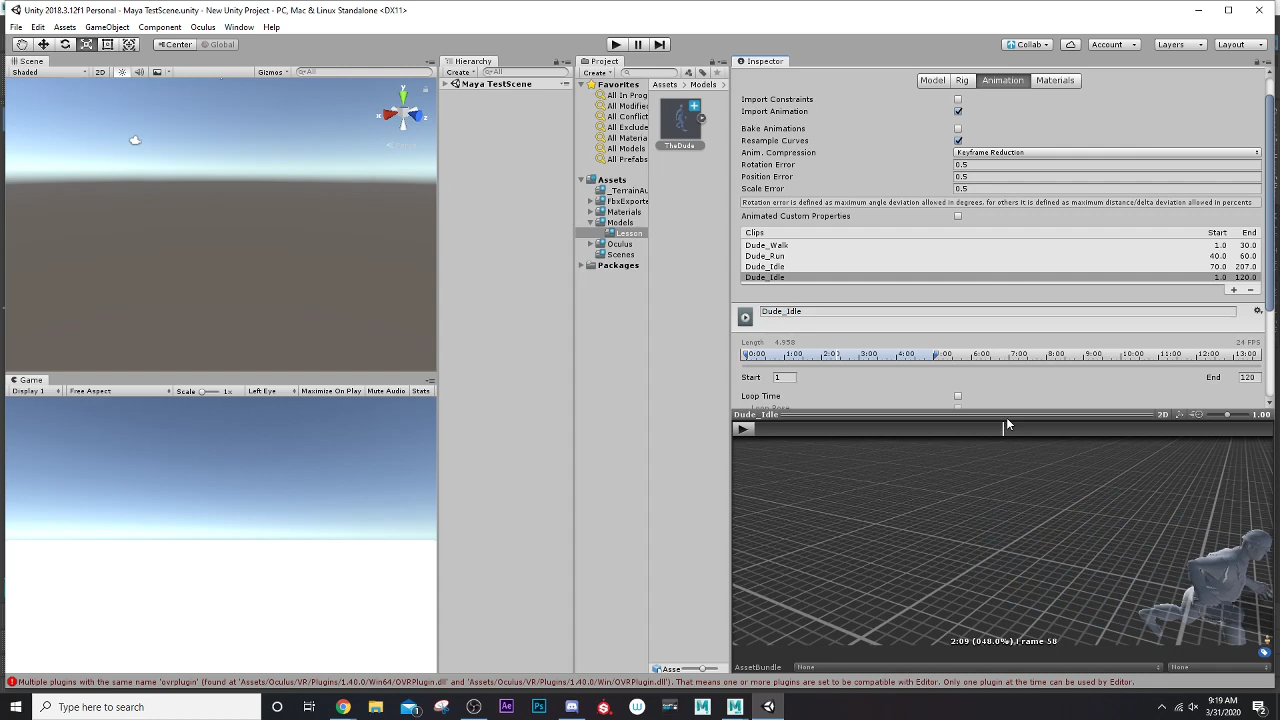 Unity 2018.3.12f1 Personal - Maya TestScene.unity - New Unity Project - PC, Mac & Linux Standalone <DX11>
File Edit Assets GameObject Component Oculus Window Help
Center Global Collab Account Layers Layout
Scene
Shaded 2D Gizmos All
Game
Display 1 Free Aspect Scale 1x Left Eye Maximize On Play Mute Audio Stats
Hierarchy
Create All
Maya TestScene
Project
Create
Favorites
All In Prog
All Modified
All Conflict
All Exclude
All Materia
All Models
All Prefabs
Assets
_TerrainAu
FbxExporte
Materials
Models
Lesson
Oculus
Scenes
Packages
Assets Models
TheDude
Asse
Inspector
Model Rig Animation Materials
Import Constraints
Import Animation
Bake Animations
Resample Curves
Anim. Compression Keyframe Reduction
Rotation Error 0.5
Position Error 0.5
Scale Error 0.5
Rotation error is defined as maximum angle deviation allowed in degrees, for others it is defined as maximum distance/delta deviation allowed in percents
Animated Custom Properties
Clips Start End
Dude_Walk 1.0 30.0
Dude_Run 40.0 60.0
Dude_Idle 70.0 207.0
Dude_Idle 1.0 120.0
Dude_Idle
Length 4.958 24 FPS
0:00 1:00 2:00 3:00 4:00 5:00 6:00 7:00 8:00 9:00 10:00 11:00 12:00 13:00
Start 1 End 120
Loop Time
Loop Pose
Dude_Idle 2D 1.00
2:09 (048.0%) Frame 58
AssetBundle None None
Multiple plugins with the same name 'ovrplugin' (found at 'Assets/Oculus/VR/Plugins/1.40.0/Win64/OVRPlugin.dll' and 'Assets/Oculus/VR/Plugins/1.40.0/Win/OVRPlugin.dll'). That means one or more plugins are set to be compatible with Editor. Only one plugin at the time can be used by Editor.
Type here to search
9:19 AM
3/31/2020